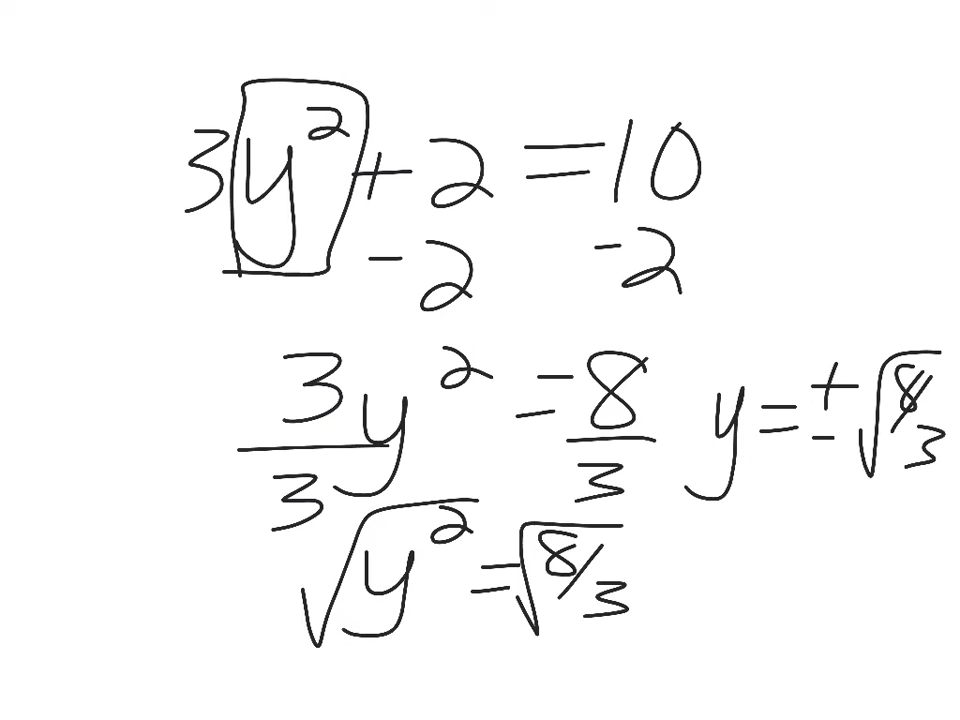 3y² + 2 = 10
- 2 - 2
3y² = 8 y = ± √8/3
3 3
√y² = √8/3